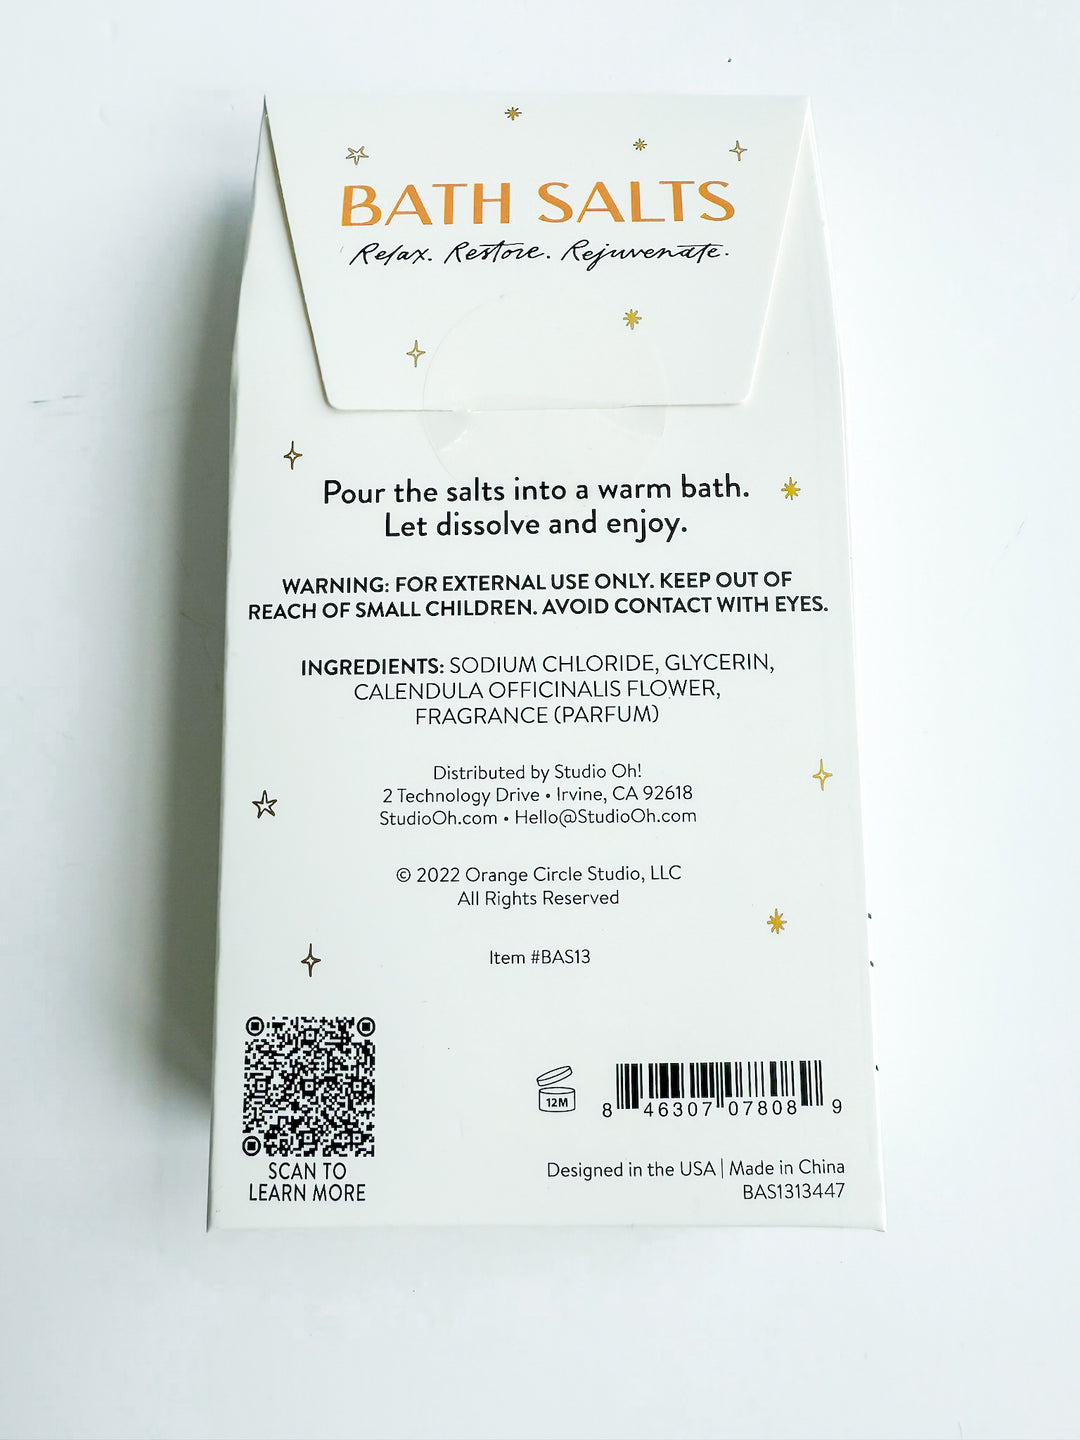 BATH SALTS
Relax. Restore. Rejuvenate.
Pour the salts into a warm bath.
Let dissolve and enjoy.
WARNING: FOR EXTERNAL USE ONLY. KEEP OUT OF
REACH OF SMALL CHILDREN. AVOID CONTACT WITH EYES.
INGREDIENTS: SODIUM CHLORIDE, GLYCERIN,
CALENDULA OFFICINALIS FLOWER,
FRAGRANCE (PARFUM)
Distributed by Studio Oh!
2 Technology Drive • Irvine, CA 92618
StudioOh.com • Hello@StudioOh.com
© 2022 Orange Circle Studio, LLC
All Rights Reserved
Item #BAS13
SCAN TO
LEARN MORE
12M
8 46307 07808 9
Designed in the USA | Made in China
BAS1313447